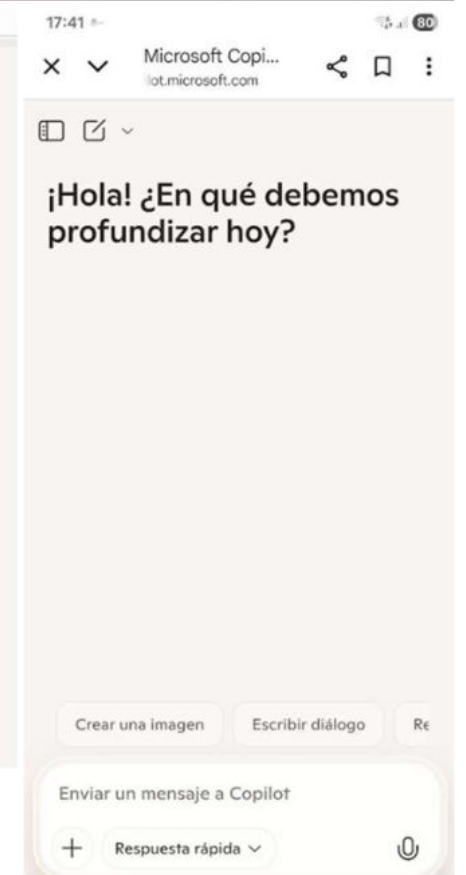 17:41
80
Microsoft Copi...
lot.microsoft.com
¡Hola! ¿En qué debemos
profundizar hoy?
Crear una imagen
Escribir diálogo
Re
Enviar un mensaje a Copilot
Respuesta rápida